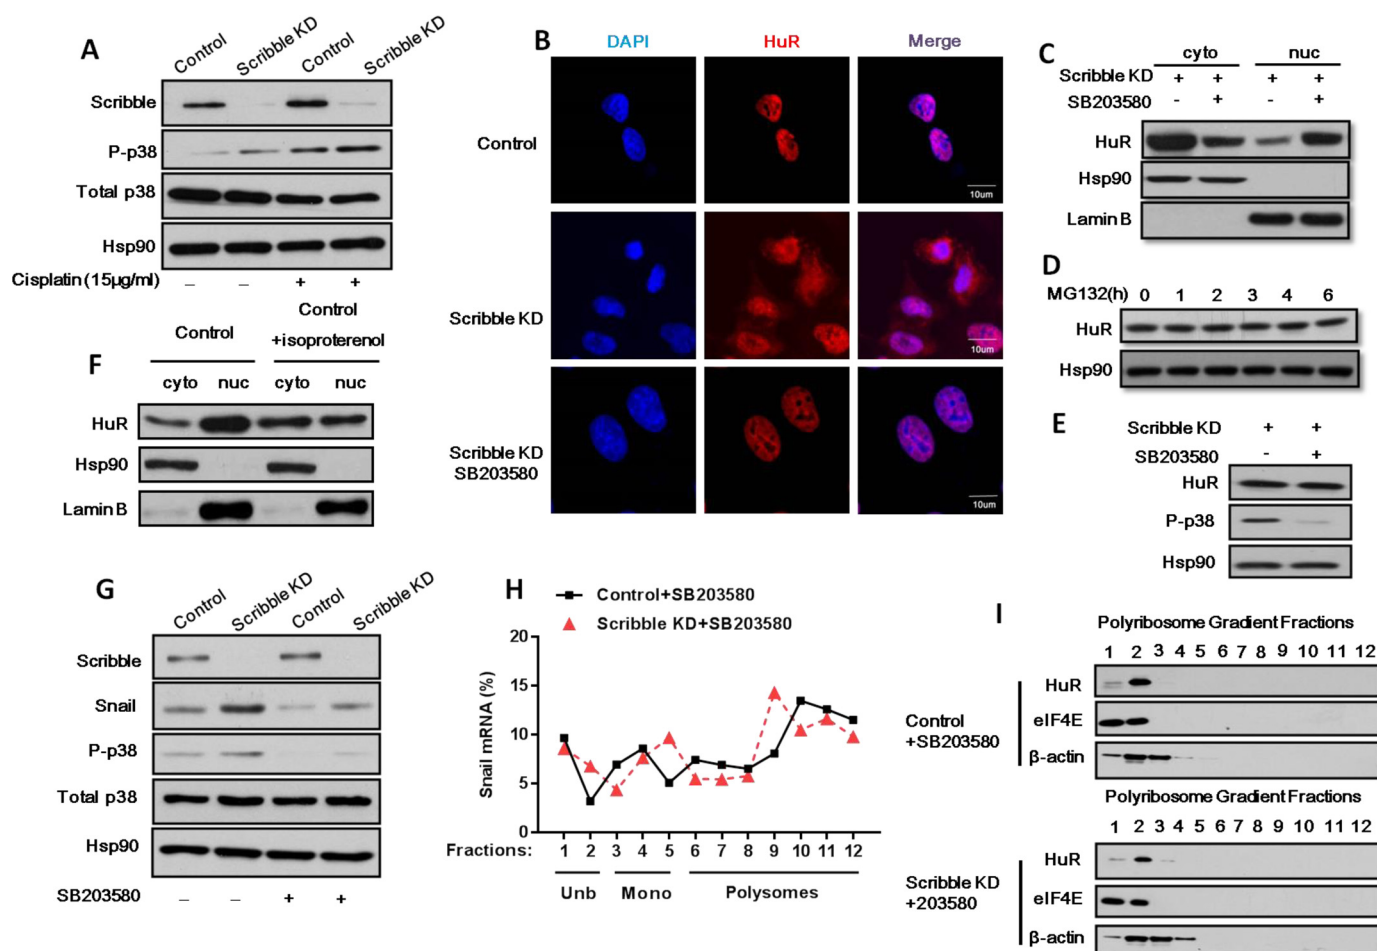 A
Control
Scribble KD
Control
Scribble KD
Scribble
P-p38
Total p38
Hsp90
Cisplatin (15μg/ml)
– – + +
B
DAPI HuR Merge
Control
10um
Scribble KD
10um
Scribble KD
SB203580
10um
C
cyto nuc
Scribble KD + + + +
SB203580 - + - +
HuR
Hsp90
Lamin B
D
MG132(h) 0 1 2 3 4 6
HuR
Hsp90
E
Scribble KD + +
SB203580 - +
HuR
P-p38
Hsp90
F
Control
Control
+isoproterenol
cyto nuc cyto nuc
HuR
Hsp90
Lamin B
G
Control
Scribble KD
Control
Scribble KD
Scribble
Snail
P-p38
Total p38
Hsp90
SB203580 – – + +
H
Control+SB203580
Scribble KD+SB203580
Snail mRNA (%)
20
15
10
5
0
Fractions: 1 2 3 4 5 6 7 8 9 10 11 12
Unb Mono Polysomes
I
Polyribosome Gradient Fractions
1 2 3 4 5 6 7 8 9 10 11 12
Control
+SB203580
HuR
eIF4E
β-actin
Polyribosome Gradient Fractions
1 2 3 4 5 6 7 8 9 10 11 12
Scribble KD
+203580
HuR
eIF4E
β-actin